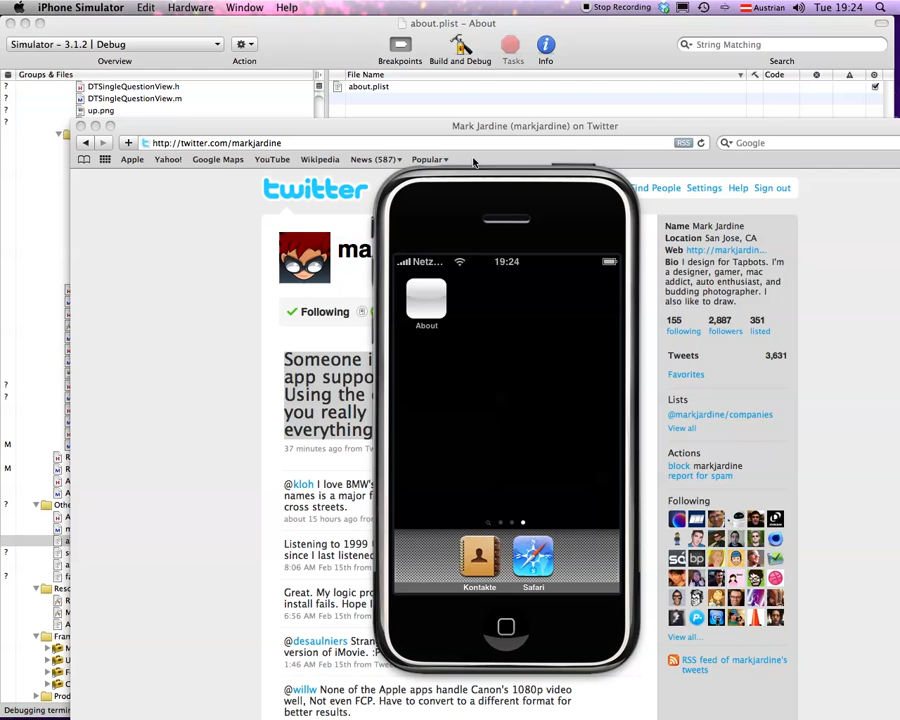 iPhone Simulator Edit Hardware Window Help Stop Recording Austrian Tue 19:24
about.plist - About
Simulator - 3.1.2 | Debug String Matching
Overview Action Breakpoints Build and Debug Tasks Info Search
Groups & Files File Name Code
? DTSingleQuestionView.h about.plist
? DTSingleQuestionView.m
? up.png
?
Mark Jardine (markjardine) on Twitter
http://twitter.com/markjardine RSS Google
Apple Yahoo! Google Maps YouTube Wikipedia News (587) Popular
twitter Find People Settings Help Sign out
ma
Following
Someone i
app suppo
Using the
you really
everything
37 minutes ago from T
@kloh I love BMW's
names is a major f
cross streets.
about 15 hours ago
Listening to 1999
since I last listened
8:06 AM Feb 15th from
Great. My logic
install fails. Hope
1:46 AM Feb 15th from
@desaulniers Stran
version of iMovie. :P
1:46 AM Feb 15th from Twe
@willw None of the Apple apps handle Canon's 1080p video
well, Not even FCP. Have to convert to a different format for
better results.
Netz... 19:24
About
Kontakte Safari
Name Mark Jardine
Location San Jose, CA
Web http://markjardin...
Bio I design for Tapbots. I'm
a designer, gamer, mac
addict, auto enthusiast, and
budding photographer. I
also like to draw.
155 2,887 351
following followers listed
Tweets 3,631
Favorites
Lists
@markjardine/companies
View all
Actions
block markjardine
report for spam
Following
View all...
RSS feed of markjardine's
tweets
?
?
M
M
? Othe
?
?
Reso
Fram
Prod
Debugging termin